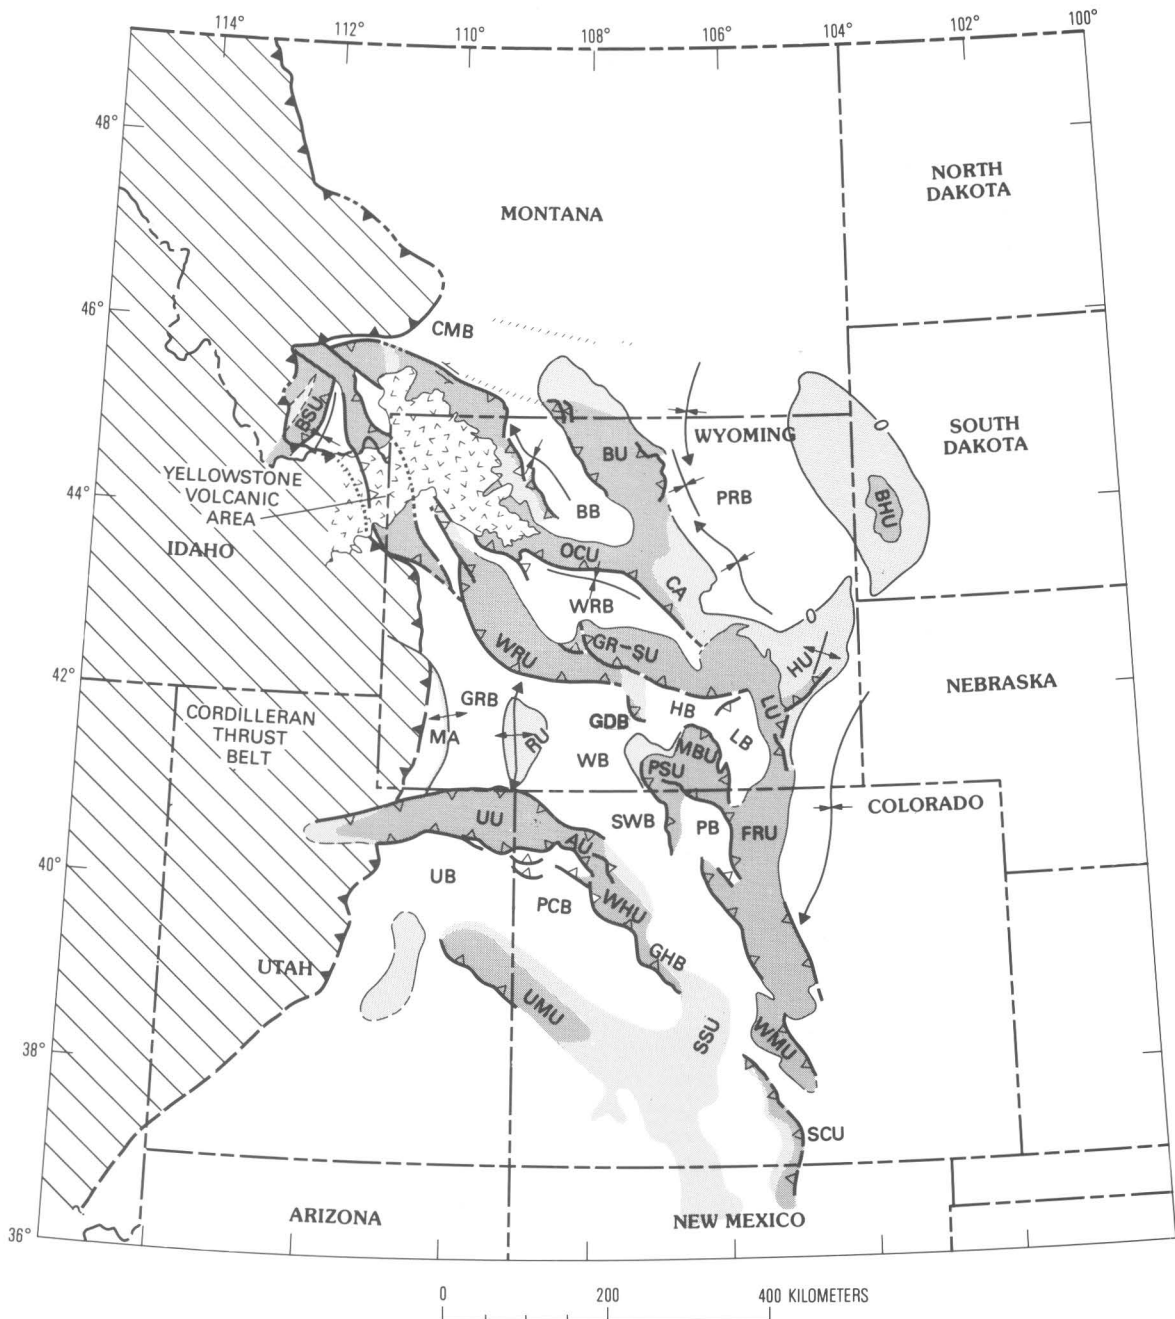 114°
112°
110°
108°
106°
104°
102°
100°
48°
NORTH
DAKOTA
MONTANA
46°
CMB
BSU
WYOMING
SOUTH
DAKOTA
0
BU
YELLOWSTONE
VOLCANIC
AREA
44°
PRB
BHU
BB
IDAHO
OCU
CA
WRB
0
WRU
GR-SU
HU
42°
NEBRASKA
GRB
CORDILLERAN
THRUST
BELT
MA
RU
GDB
HB
LU
LB
MBU
WB
PSU
COLORADO
UU
SWB
PB
FRU
AU
40°
UB
PCB
WHU
GHB
UTAH
UMU
SSU
WMU
38°
SCU
ARIZONA
NEW MEXICO
36°
0 200 400 KILOMETERS